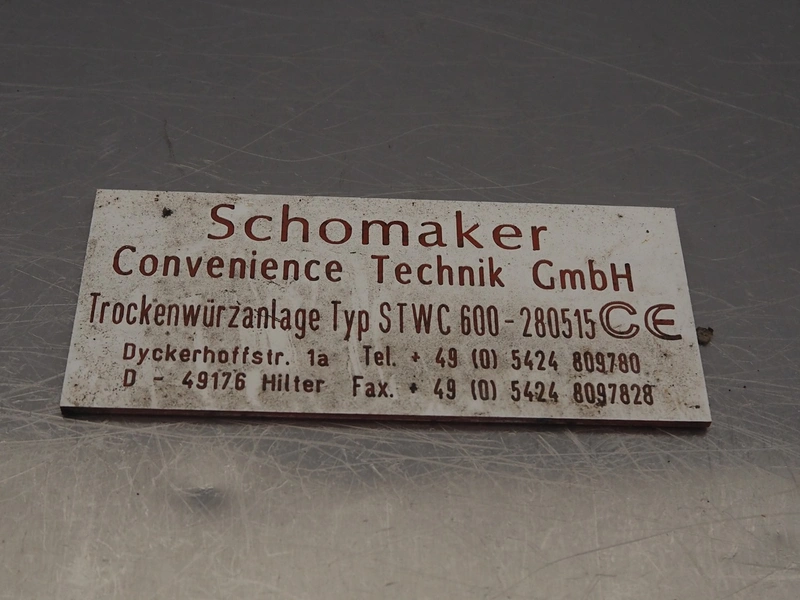 Schomaker
Convenience Technik GmbH
Trockenwürzanlage Typ STWC 600-280515 CE
Dyckerhoffstr. 1a Tel. + 49 (0) 5424 809780
D - 49176 Hilter Fax. + 49 (0) 5424 8097828